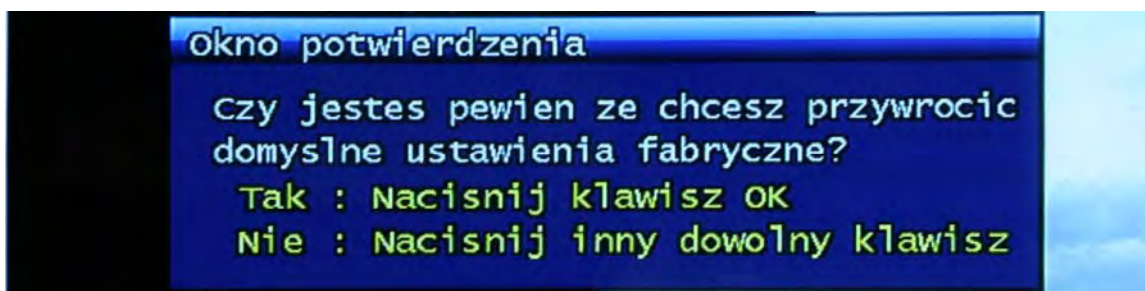 Okno potwierdzenia
Czy jestes pewien ze chcesz przywrocic
domyslne ustawienia fabryczne?
Tak : Nacisnij klawisz OK
Nie : Nacisnij inny dowolny klawisz